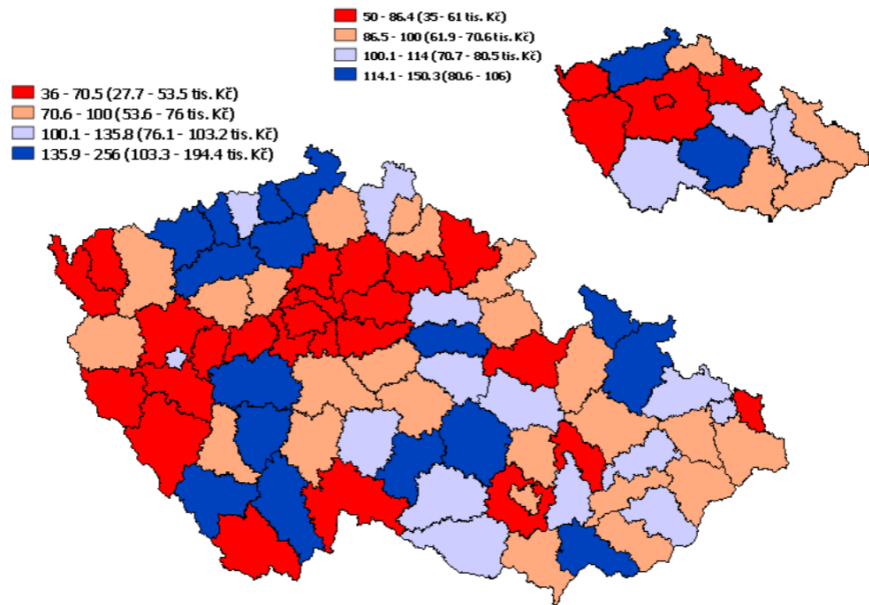 50 - 86.4 (35 - 61 tis. Kč)
86.5 - 100 (61.9 - 70.6 tis. Kč)
100.1 - 114 (70.7 - 80.5 tis. Kč)
114.1 - 150.3 (80.6 - 106)
36 - 70.5 (27.7 - 53.5 tis. Kč)
70.6 - 100 (53.6 - 76 tis. Kč)
100.1 - 135.8 (76.1 - 103.2 tis. Kč)
135.9 - 256 (103.3 - 194.4 tis. Kč)